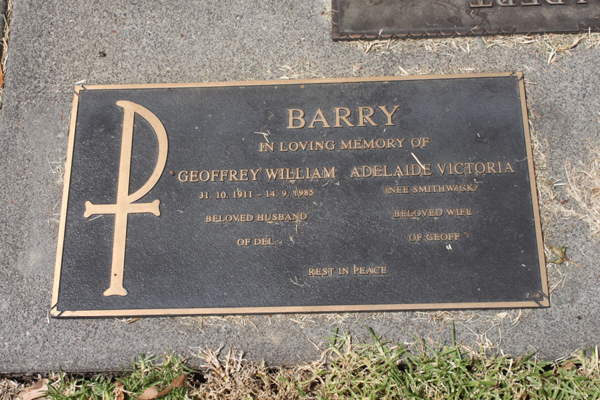 BARRY
IN LOVING MEMORY OF
GEOFFREY WILLIAM ADELAIDE VICTORIA
31. 10. 1911 - 14. 9. 1985 (NEE SMITHWICK)
BELOVED HUSBAND BELOVED WIFE
OF DEL OF GEOFF
REST IN PEACE